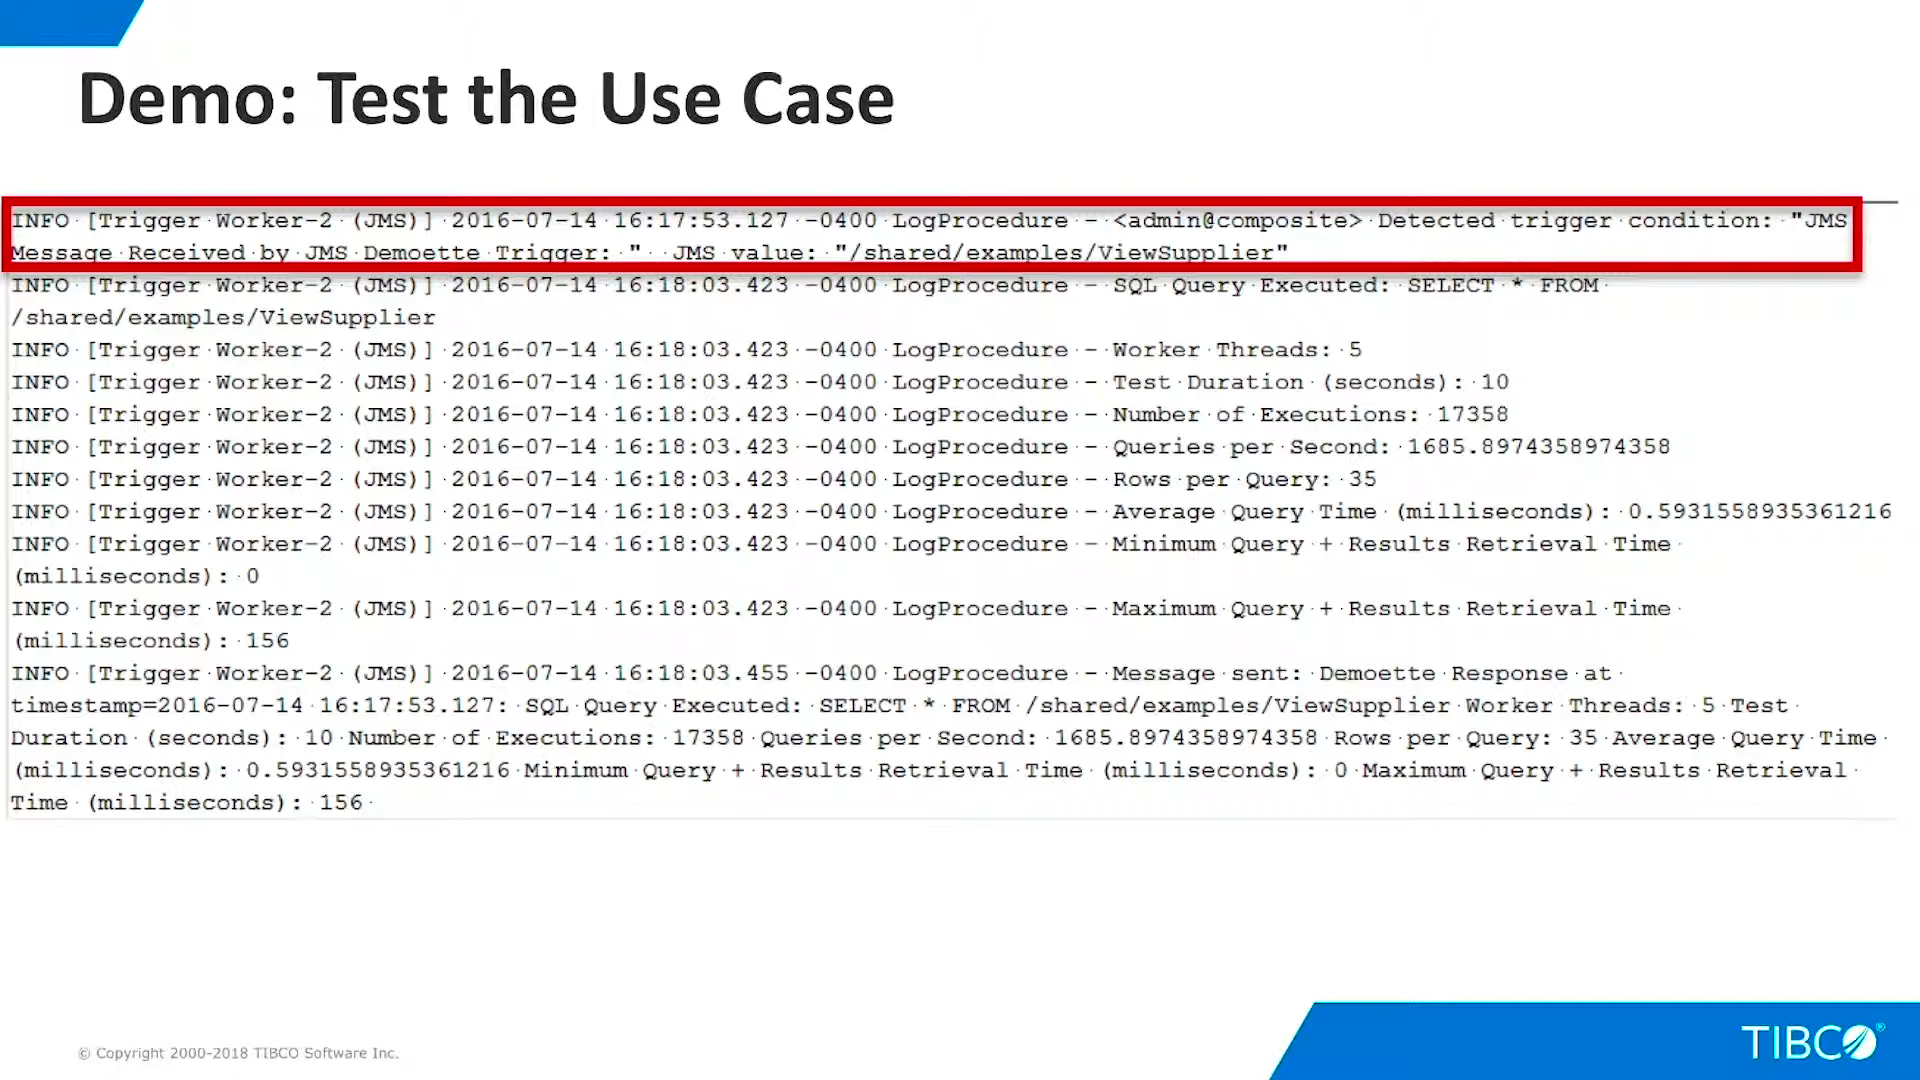 Demo: Test the Use Case
INFO [Trigger Worker-2 (JMS)] 2016-07-14 16:17:53.127 -0400 LogProcedure - <admin@composite> Detected trigger condition: "JMS
Message Received by JMS Demoette Trigger: " JMS value: "/shared/examples/ViewSupplier"
INFO [Trigger Worker-2 (JMS)] 2016-07-14 16:18:03.423 -0400 LogProcedure - SQL Query Executed: SELECT * FROM
/shared/examples/ViewSupplier
INFO [Trigger Worker-2 (JMS)] 2016-07-14 16:18:03.423 -0400 LogProcedure - Worker Threads: 5
INFO [Trigger Worker-2 (JMS)] 2016-07-14 16:18:03.423 -0400 LogProcedure - Test Duration (seconds): 10
INFO [Trigger Worker-2 (JMS)] 2016-07-14 16:18:03.423 -0400 LogProcedure - Number of Executions: 17358
INFO [Trigger Worker-2 (JMS)] 2016-07-14 16:18:03.423 -0400 LogProcedure - Queries per Second: 1685.8974358974358
INFO [Trigger Worker-2 (JMS)] 2016-07-14 16:18:03.423 -0400 LogProcedure - Rows per Query: 35
INFO [Trigger Worker-2 (JMS)] 2016-07-14 16:18:03.423 -0400 LogProcedure - Average Query Time (milliseconds): 0.5931558935361216
INFO [Trigger Worker-2 (JMS)] 2016-07-14 16:18:03.423 -0400 LogProcedure - Minimum Query + Results Retrieval Time
(milliseconds): 0
INFO [Trigger Worker-2 (JMS)] 2016-07-14 16:18:03.423 -0400 LogProcedure - Maximum Query + Results Retrieval Time
(milliseconds): 156
INFO [Trigger Worker-2 (JMS)] 2016-07-14 16:18:03.455 -0400 LogProcedure - Message sent: Demoette Response at
timestamp=2016-07-14 16:17:53.127: SQL Query Executed: SELECT * FROM /shared/examples/ViewSupplier Worker Threads: 5 Test
Duration (seconds): 10 Number of Executions: 17358 Queries per Second: 1685.8974358974358 Rows per Query: 35 Average Query Time
(milliseconds): 0.5931558935361216 Minimum Query + Results Retrieval Time (milliseconds): 0 Maximum Query + Results Retrieval
Time (milliseconds): 156
© Copyright 2000-2018 TIBCO Software Inc.
TIBCO®